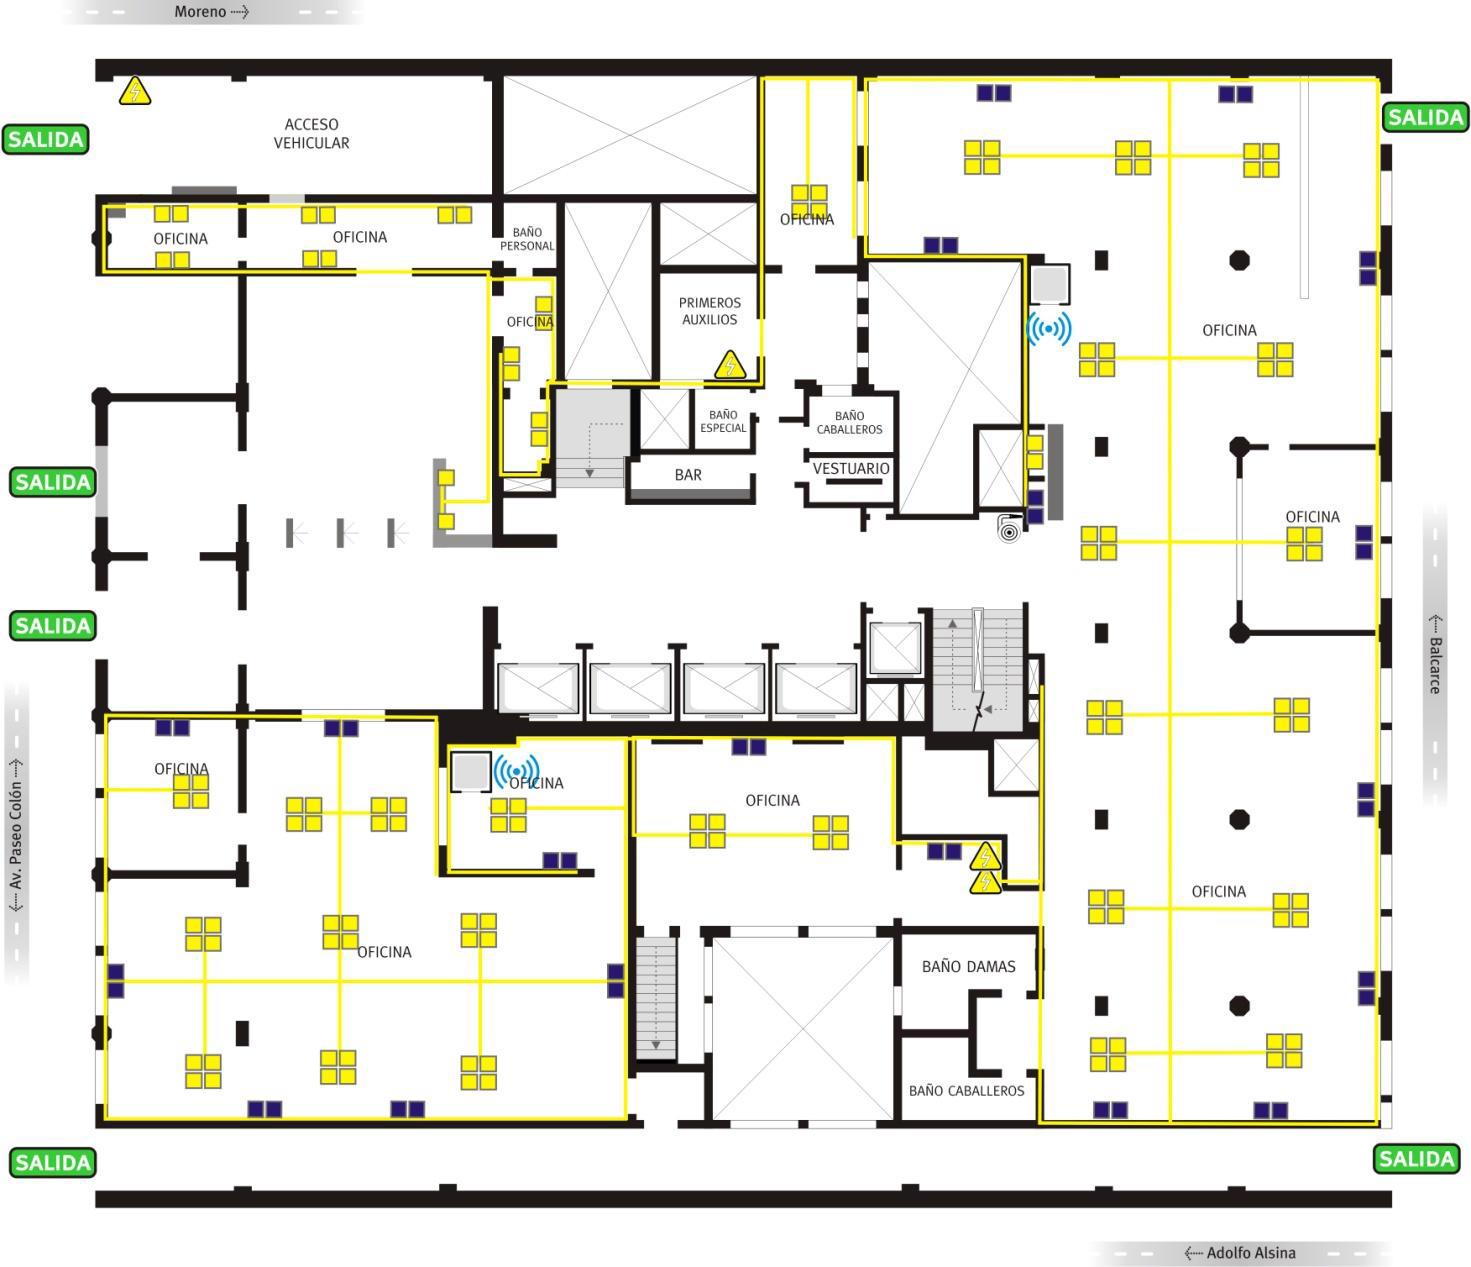 Moreno
SALIDA
ACCESO
VEHICULAR
SALIDA
OFICINA
OFICINA
OFICINA
BAÑO
PERSONAL
OFICINA
PRIMEROS
AUXILIOS
OFICINA
BAÑO
ESPECIAL
BAÑO
CABALLEROS
BAR
VESTUARIO
SALIDA
OFICINA
OFICINA
SALIDA
Balcarce
Av. Paseo Colón
OFICINA
OFICINA
OFICINA
OFICINA
OFICINA
BAÑO DAMAS
BAÑO CABALLEROS
SALIDA
SALIDA
Adolfo Alsina